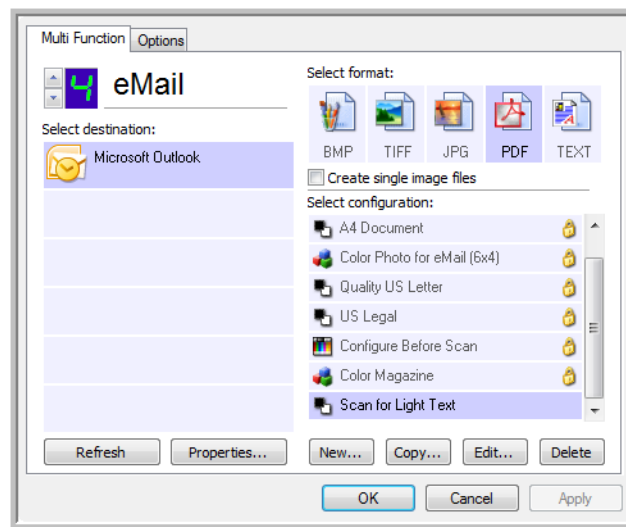 Multi Function
Options
4
eMail
Select destination:
Microsoft Outlook
Refresh
Properties...
Select format:
BMP
TIFF
JPG
PDF
TEXT
Create single image files
Select configuration:
A4 Document
Color Photo for eMail (6x4)
Quality US Letter
US Legal
Configure Before Scan
Color Magazine
Scan for Light Text
New...
Copy...
Edit...
Delete
OK
Cancel
Apply